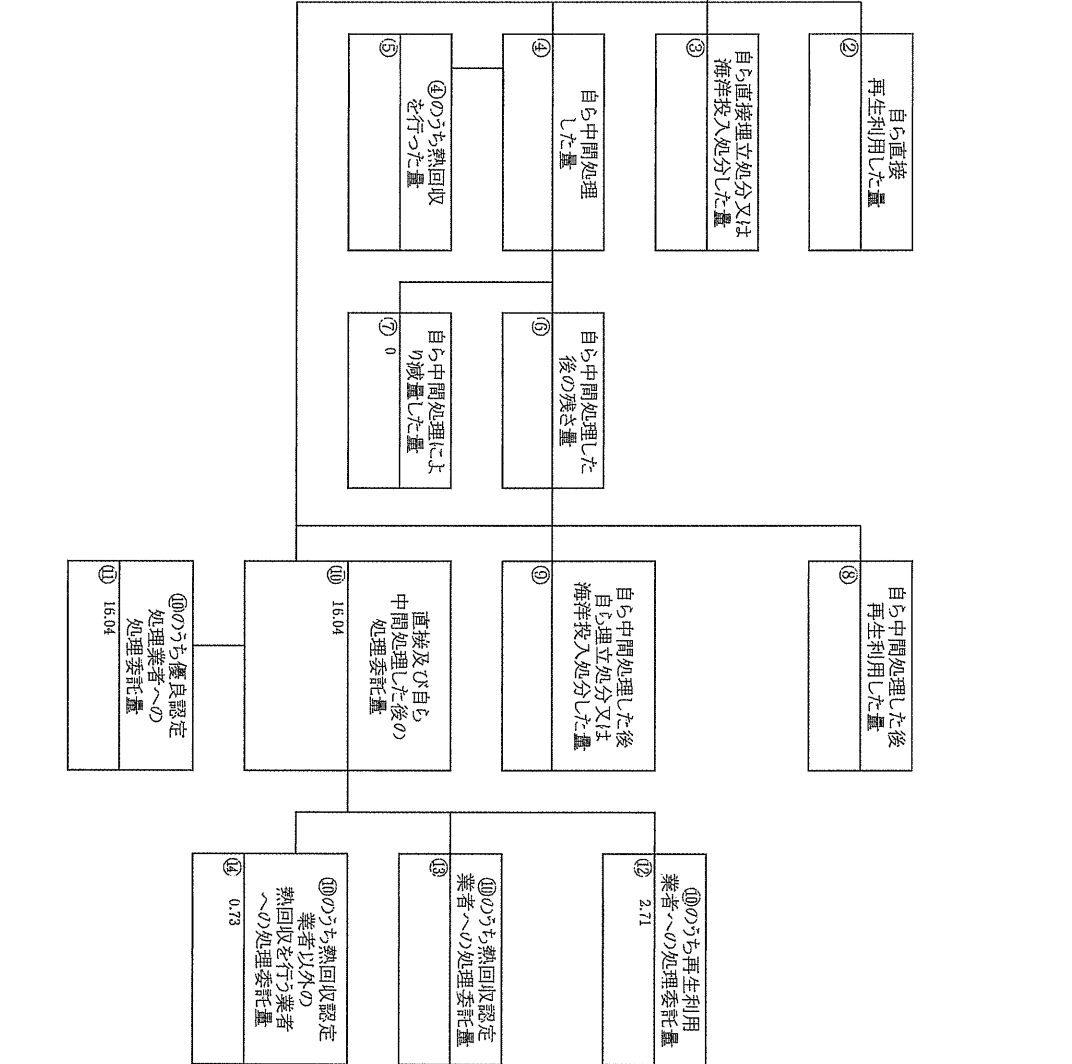 自ら直接
再生利用した量
②
自ら直接埋立処分又は
海洋投入処分した量
③
自ら中間処理
した量
④
④のうち熱回収
を行った量
⑤
自ら中間処理した
後の残さ量
⑥
自ら中間処理によ
り減量した量
⑦ 0
自ら中間処理した後
再生利用した量
⑧
自ら中間処理した後
自ら埋立処分又は
海洋投入処分した量
⑨
直接及び自ら
中間処理した後の
処理委託量
⑩ 16.04
⑩のうち優良認定
処理業者への
処理委託量
⑪ 16.04
⑩のうち再生利用
業者への処理委託量
⑫ 2.71
⑩のうち熱回収認定
業者への処理委託量
⑬
⑩のうち熱回収認定
業者以外の
熱回収を行う業者
への処理委託量
⑭ 0.73